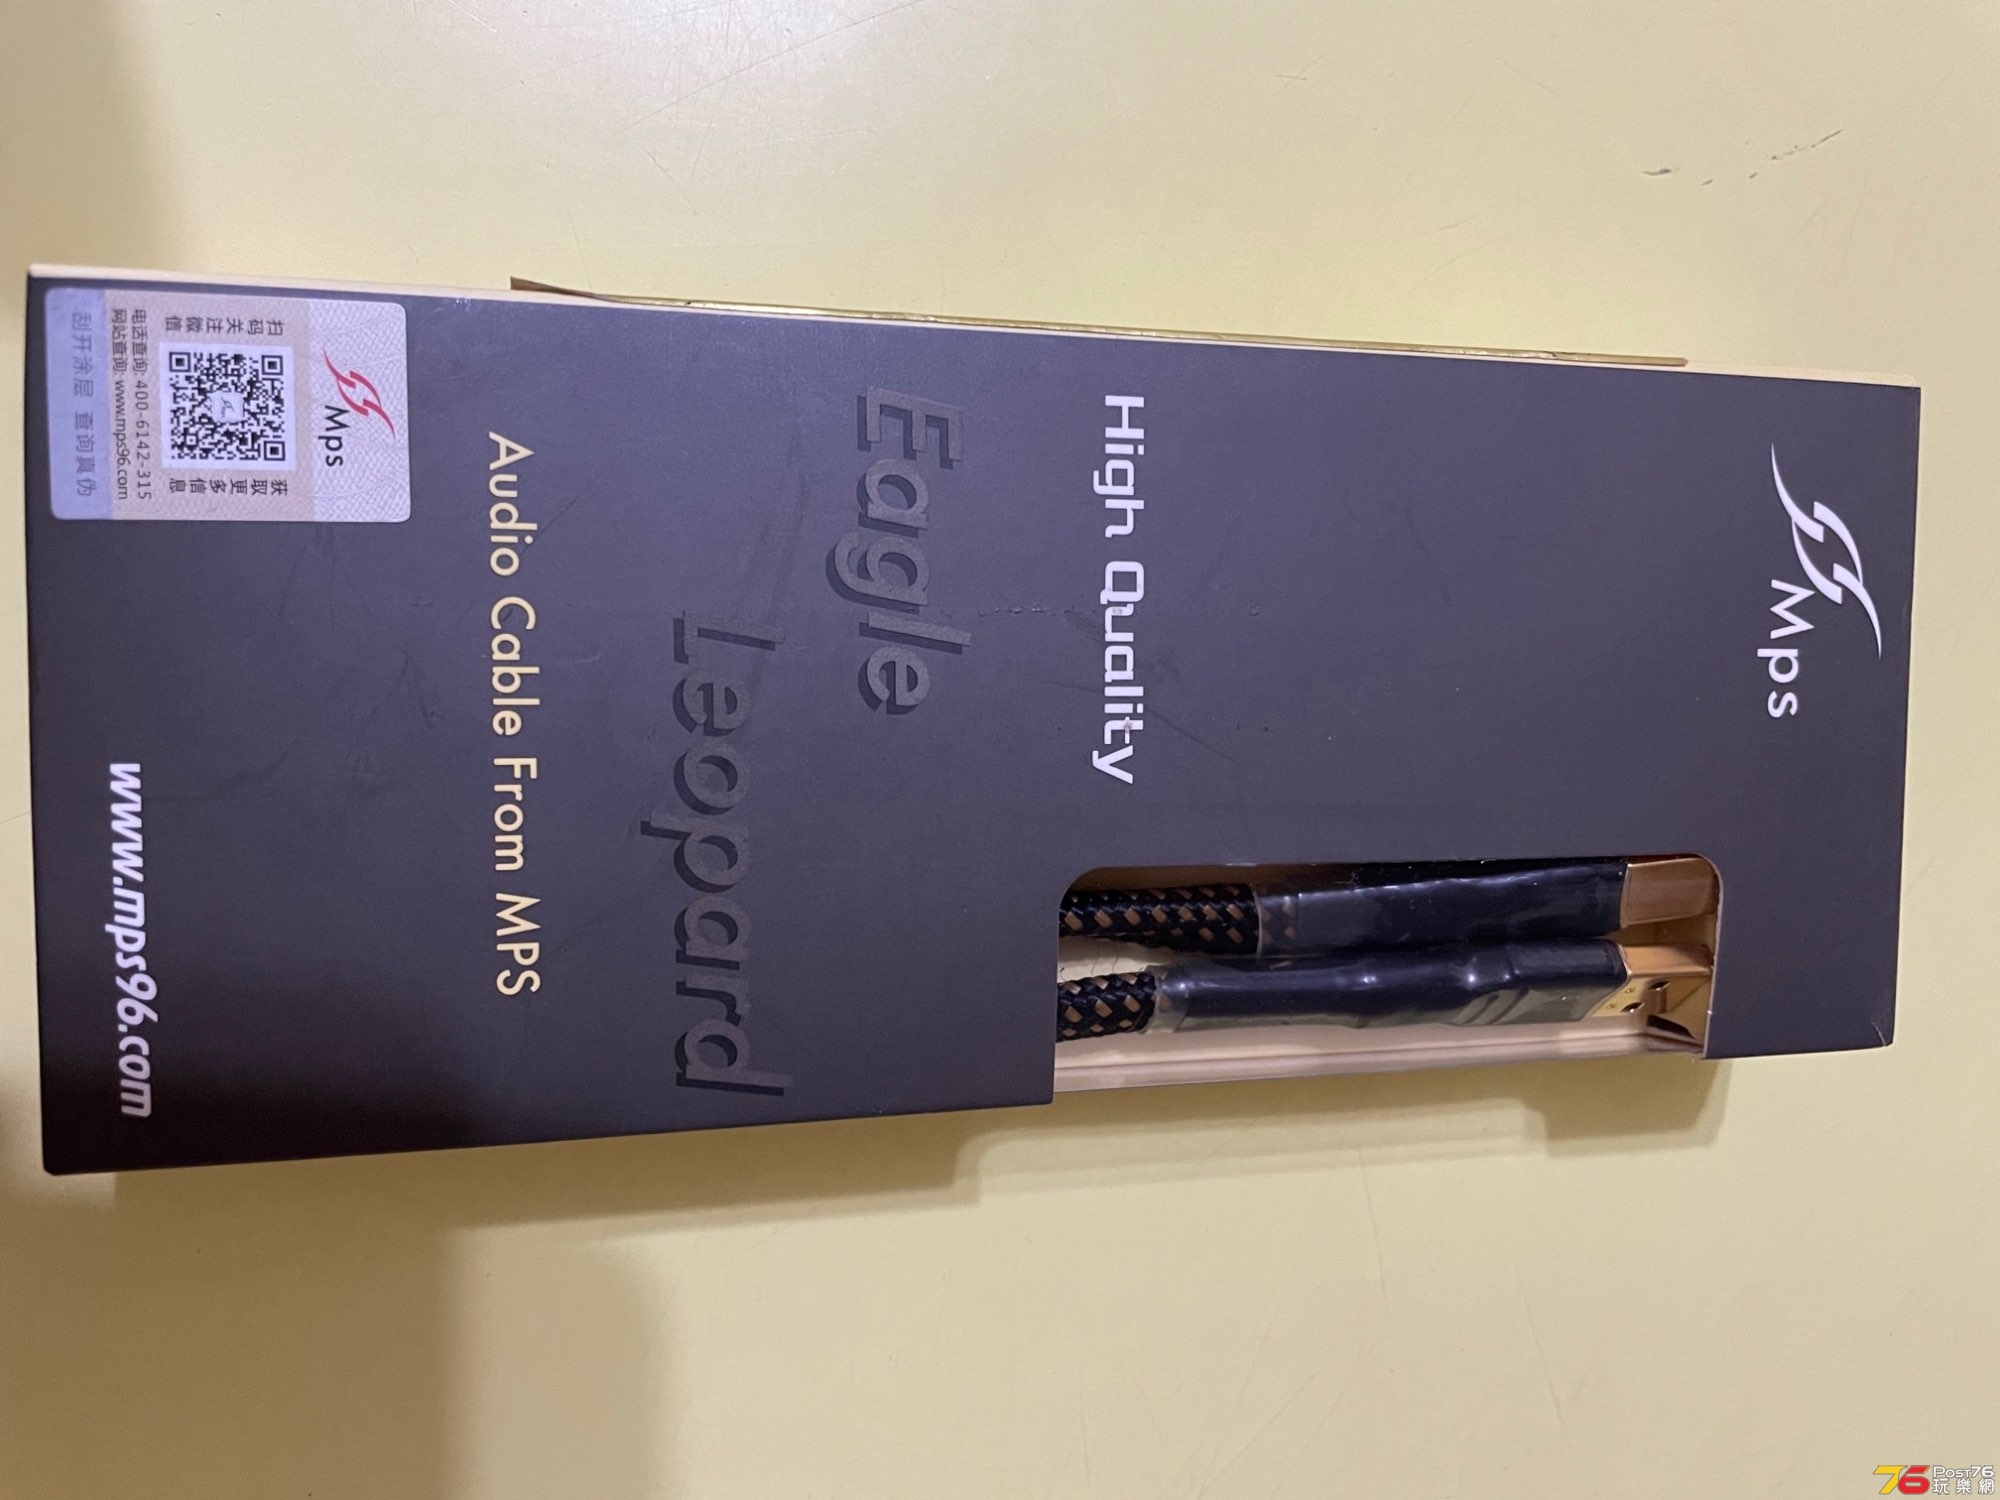 Mps
High Quality
Eagle
Leopard
Audio Cable From MPS
Mps
扫码关注微信
获取更多信息
电话查询: 400-6142-315
网站查询: www.mps96.com
刮开涂层 查询真伪
www.mps96.com
76 Post76
玩樂網